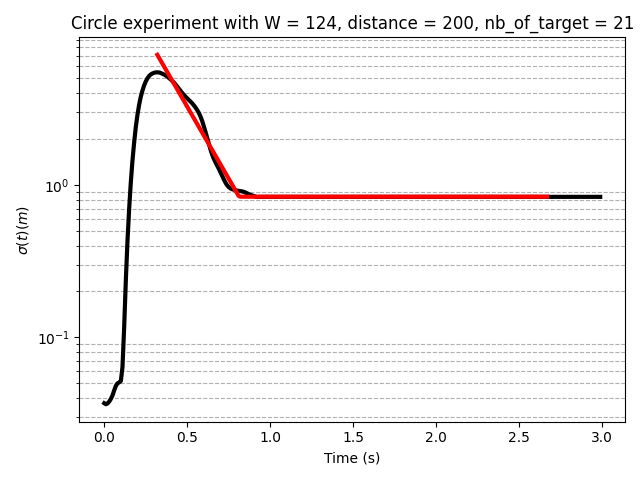 Circle experiment with W = 124, distance = 200, nb_of_target = 21
σ(t)(m)
10⁰
10⁻¹
0.0 0.5 1.0 1.5 2.0 2.5 3.0
Time (s)